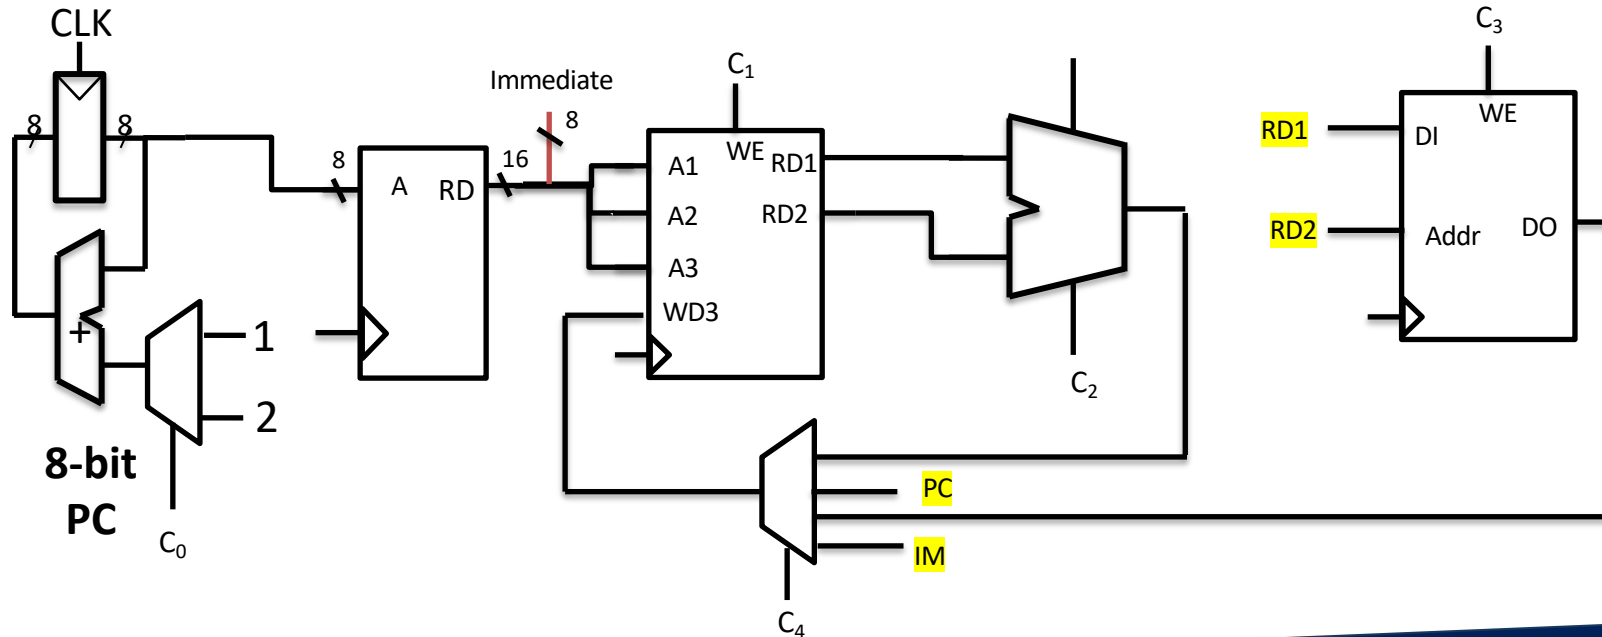 CLK
8
8
+
1
2
8-bit
PC
C0
8
A
RD
16
Immediate
8
C1
WE
A1
A2
A3
WD3
RD1
RD2
C2
PC
IM
C4
RD1
RD2
C3
WE
DI
Addr
DO